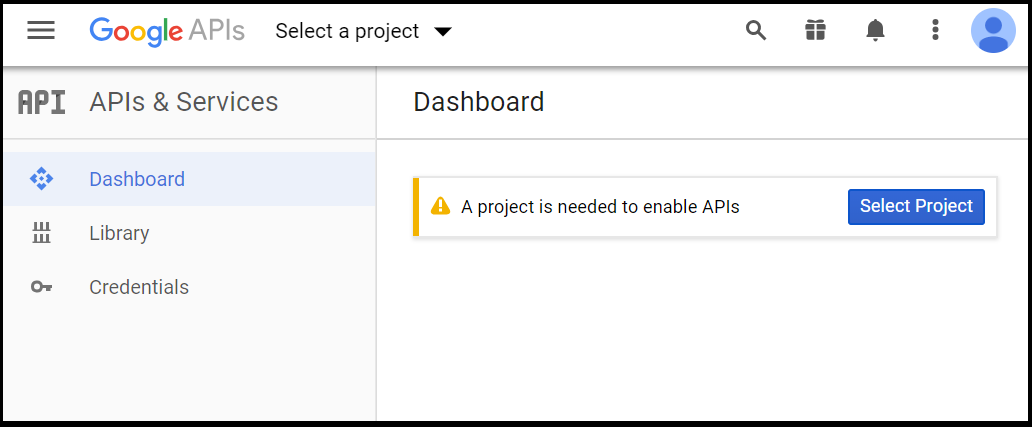 Google APIs Select a project
API APIs & Services
Dashboard
Dashboard
A project is needed to enable APIs Select Project
Library
Credentials